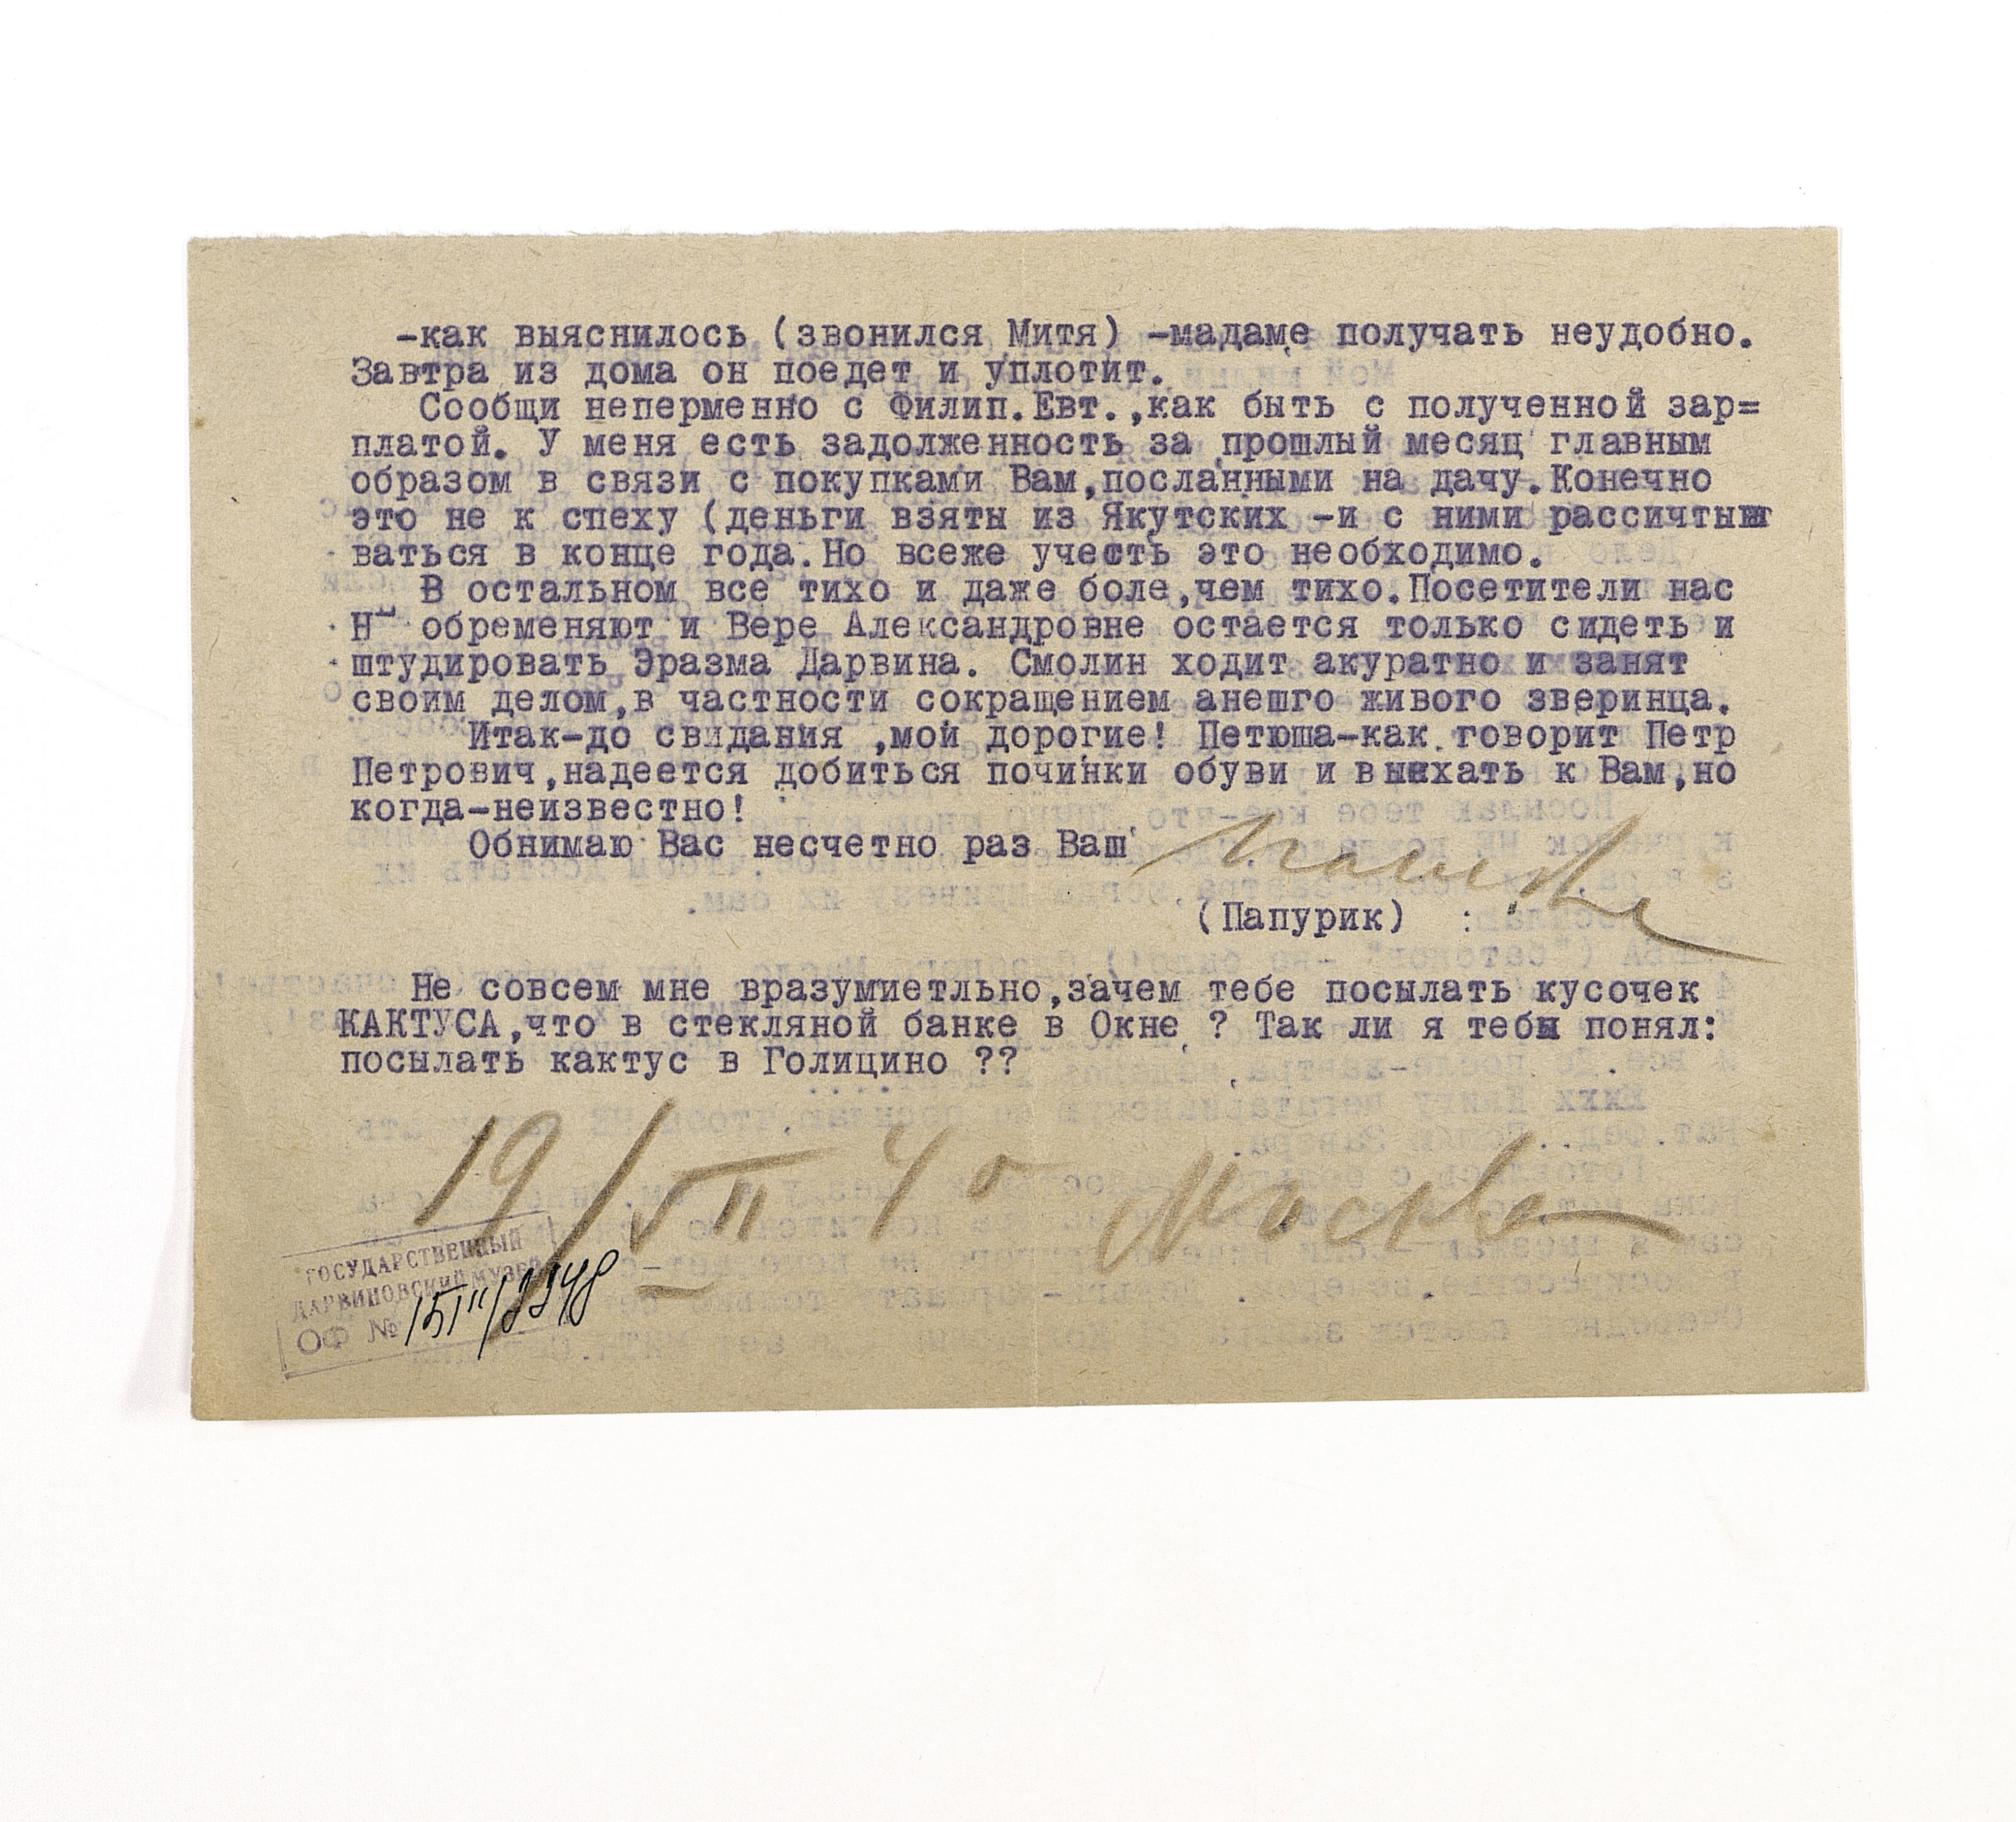 -как выяснилось (звонился Митя) -мадаме получать неудобно.
Завтра из дома он поедет и уплотит.
Сообщи неперменно с Филип.Евт.,как быть с полученной зар=
платой. У меня есть задолженность за прошлый месяц главным
образом в связи с покупками Вам,посланными на дачу.Конечно
это не к спеху (деньги взяты из Якутских -и с ними рассичты
ваться в конце года.Но всеже учесть это необходимо.
В остальном все тихо и даже боле,чем тихо.Посетители нас
Н обременяют и Вере Александровне остается только сидеть и
штудировать Эразма Дарвина. Смолин ходит акуратно и занят
своим делом,в частности сокращением анешго живого зверинца.
Итак-до свидания ,мои дорогие! Петюша-как говорит Петр
Петрович,надеется добиться починки обуви и выехать к Вам,но
когда-неизвестно!
Обнимаю Вас несчетно раз Ваш
(Папурик) :
Не совсем мне вразумиетльно,зачем тебе посылать кусочек
КАКТУСА,что в стекляной банке в Окне ? Так ли я тебя понял:
посылать кактус в Голицино ??
19/VII 40 Москва
ГОСУДАРСТВЕННЫЙ
ДАРВИНОВСКИЙ МУЗЕЙ
ОФ №